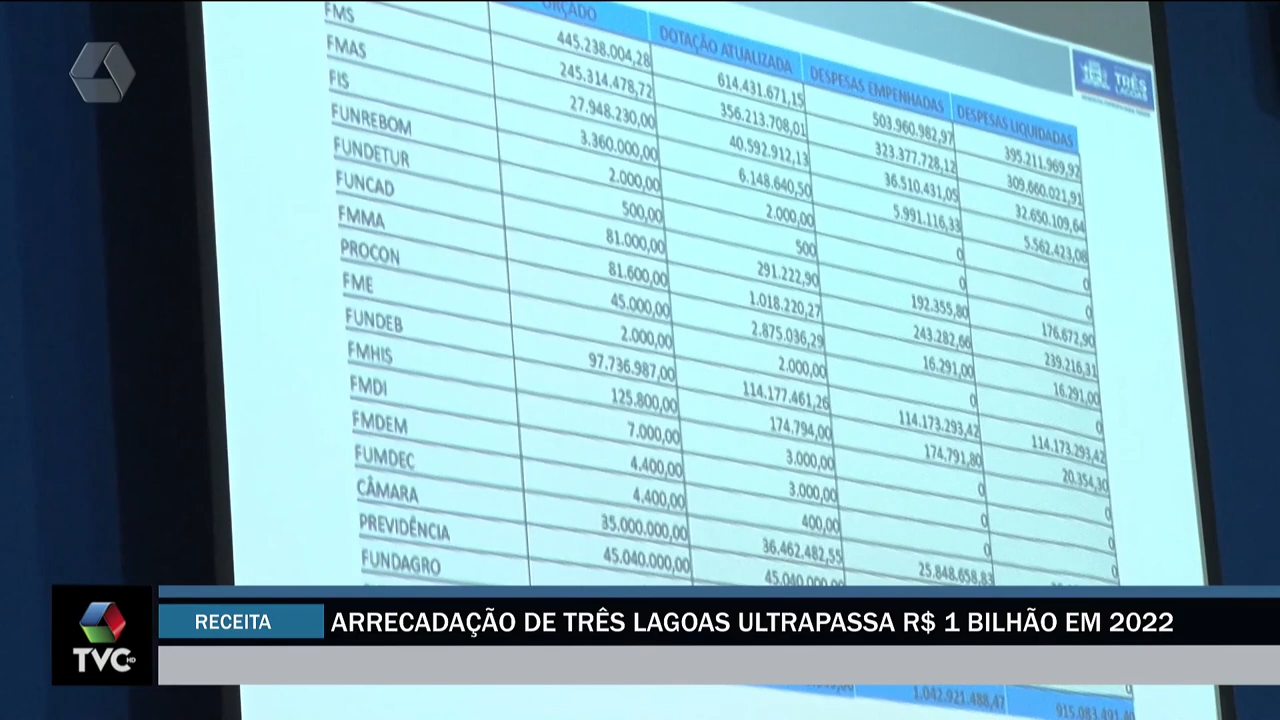 ORÇADO DOTAÇÃO ATUALIZADA DESPESAS EMPENHADAS DESPESAS LIQUIDADAS
TRÊS
445.238.004,28 614.431.671,15 503.960.982,97 395.211.969,92
FMS 245.314.478,72 356.213.708,01 323.377.728,12 309.660.021,91
FMAS 27.948.230,00 40.592.912,13 36.510.431,05 32.650.109,64
FIS 3.360.000,00 6.148.640,50 5.991.116,33 5.562.423,08
FUNREBOM 2.000,00 2.000,00 0 0
FUNDETUR 500,00 500 0 0
FUNCAD 81.000,00 291.222,90 192.355,80 176.672,90
FMMA 81.600,00 1.018.220,27 243.282,66 239.216,31
PROCON 45.000,00 2.875.036,29 16.291,00 16.291,00
FME 2.000,00 2.000,00 0 0
FUNDEB 97.736.987,00 114.177.461,26 114.173.293,42 114.173.293,42
FMHIS 125.800,00 174.794,00 174.791,80 20.354,30
FMDI 7.000,00 3.000,00 0 0
FMDEM 4.400,00 3.000,00 0 0
FUMDEC 4.400,00 400,00 0 0
CÂMARA 35.000.000,00 36.462.482,55 25.848.658,83
PREVIDÊNCIA 45.040.000,00 45.040.000,00
FUNDAGRO
RECEITA
ARRECADAÇÃO DE TRÊS LAGOAS ULTRAPASSA R$ 1 BILHÃO EM 2022
TVC HD
0
1.042.921.488,47 915.083.491,40